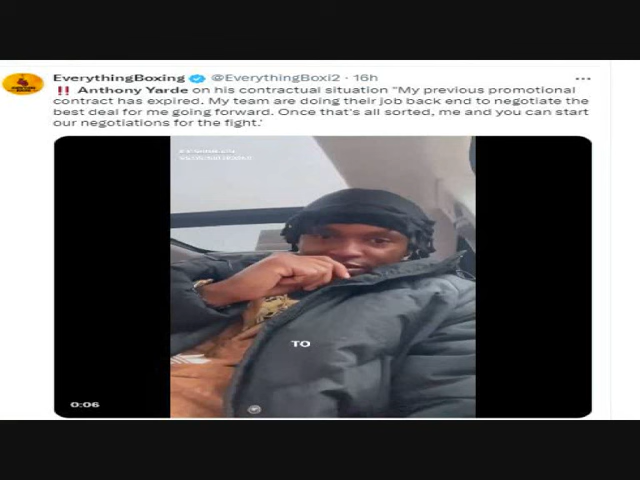 EverythingBoxing @EverythingBoxi2 · 16h
!! Anthony Yarde on his contractual situation "My previous promotional
contract has expired. My team are doing their job back end to negotiate the
best deal for me going forward. Once that's all sorted, me and you can start
our negotiations for the fight.'
TO
0:06